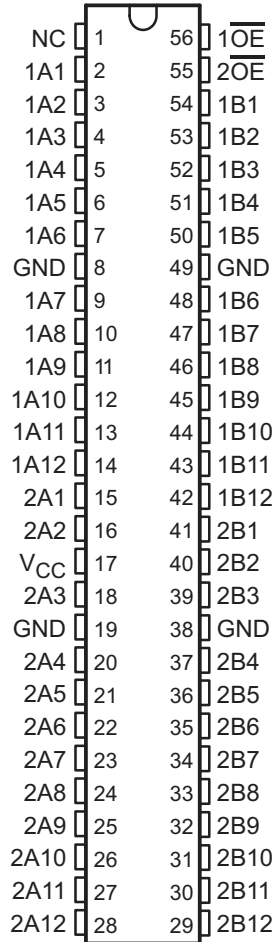 NC 1 56 1O̅E̅
1A1 2 55 2O̅E̅
1A2 3 54 1B1
1A3 4 53 1B2
1A4 5 52 1B3
1A5 6 51 1B4
1A6 7 50 1B5
GND 8 49 GND
1A7 9 48 1B6
1A8 10 47 1B7
1A9 11 46 1B8
1A10 12 45 1B9
1A11 13 44 1B10
1A12 14 43 1B11
2A1 15 42 1B12
2A2 16 41 2B1
VCC 17 40 2B2
2A3 18 39 2B3
GND 19 38 GND
2A4 20 37 2B4
2A5 21 36 2B5
2A6 22 35 2B6
2A7 23 34 2B7
2A8 24 33 2B8
2A9 25 32 2B9
2A10 26 31 2B10
2A11 27 30 2B11
2A12 28 29 2B12